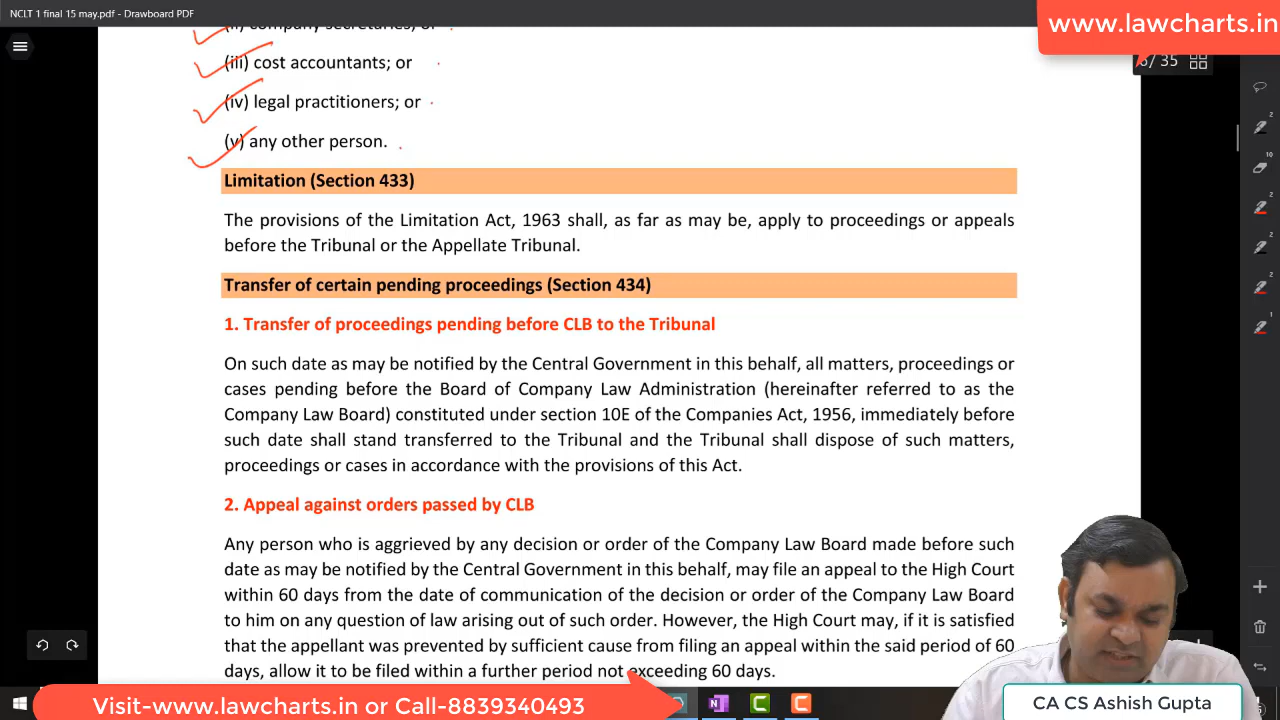 NCLT 1 final 15 may.pdf - Drawboard PDF
www.lawcharts.in
company secretaries; or
/ 35
(iii) cost accountants; or
(iv) legal practitioners; or
(v) any other person.
Limitation (Section 433)
The provisions of the Limitation Act, 1963 shall, as far as may be, apply to proceedings or appeals
before the Tribunal or the Appellate Tribunal.
Transfer of certain pending proceedings (Section 434)
1. Transfer of proceedings pending before CLB to the Tribunal
On such date as may be notified by the Central Government in this behalf, all matters, proceedings or
cases pending before the Board of Company Law Administration (hereinafter referred to as the
Company Law Board) constituted under section 10E of the Companies Act, 1956, immediately before
such date shall stand transferred to the Tribunal and the Tribunal shall dispose of such matters,
proceedings or cases in accordance with the provisions of this Act.
2. Appeal against orders passed by CLB
Any person who is aggrieved by any decision or order of the Company Law Board made before such
date as may be notified by the Central Government in this behalf, may file an appeal to the High Court
within 60 days from the date of communication of the decision or order of the Company Law Board
to him on any question of law arising out of such order. However, the High Court may, if it is satisfied
that the appellant was prevented by sufficient cause from filing an appeal within the said period of 60
days, allow it to be filed within a further period not exceeding 60 days.
2
10
2
2
2
1
Visit-www.lawcharts.in or Call-8839340493
CA CS Ashish Gupta